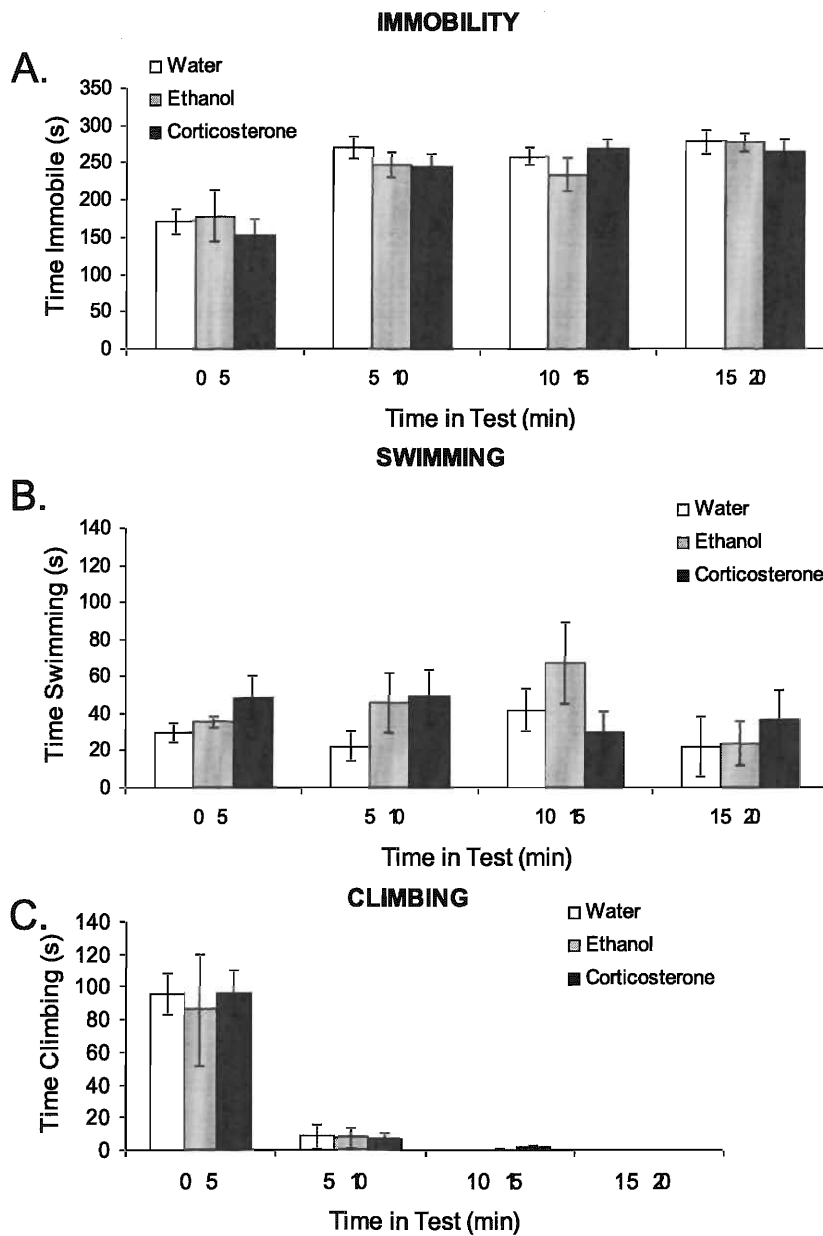 IMMOBILITY
A.
Water
Ethanol
Corticosterone
Time Immobile (s)
350
300
250
200
150
100
50
0
0 5
5 10
10 15
15 20
Time in Test (min)
SWIMMING
B.
Water
Ethanol
Corticosterone
Time Swimming (s)
140
120
100
80
60
40
20
0
0 5
5 10
10 15
15 20
Time in Test (min)
CLIMBING
C.
Water
Ethanol
Corticosterone
Time Climbing (s)
140
120
100
80
60
40
20
0
0 5
5 10
10 15
15 20
Time in Test (min)